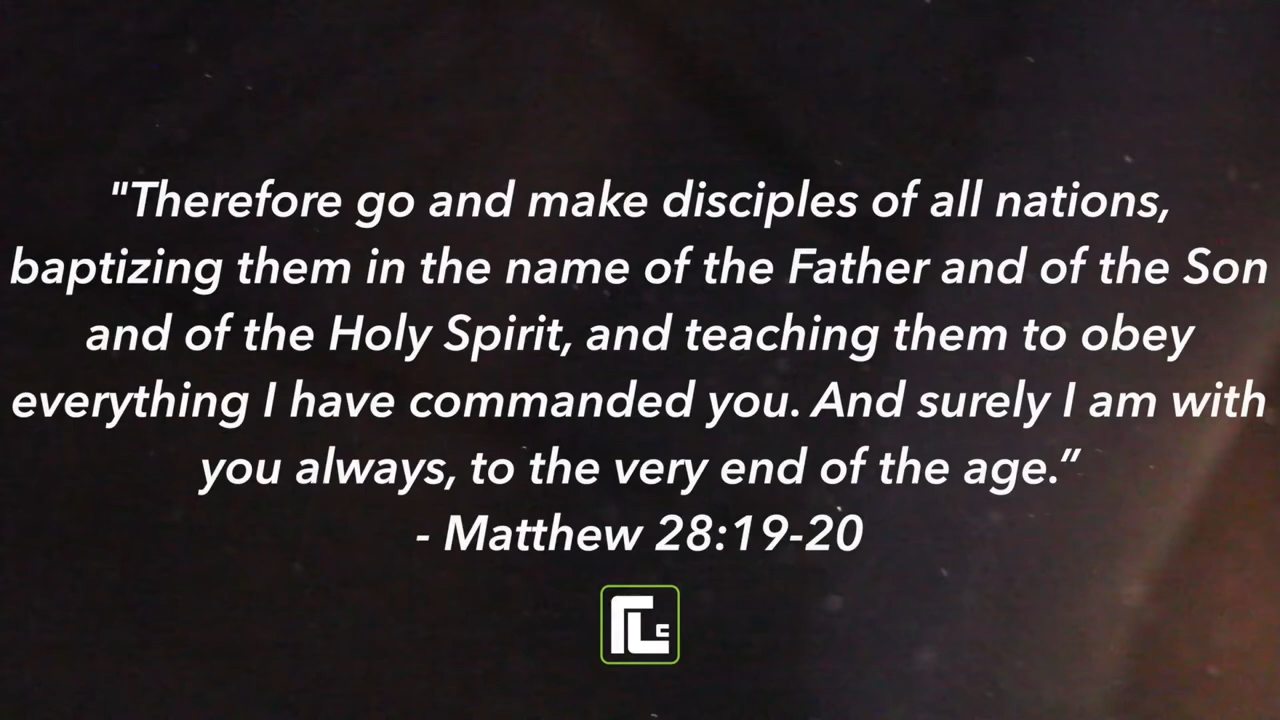 "Therefore go and make disciples of all nations,
baptizing them in the name of the Father and of the Son
and of the Holy Spirit, and teaching them to obey
everything I have commanded you. And surely I am with
you always, to the very end of the age.”
- Matthew 28:19-20